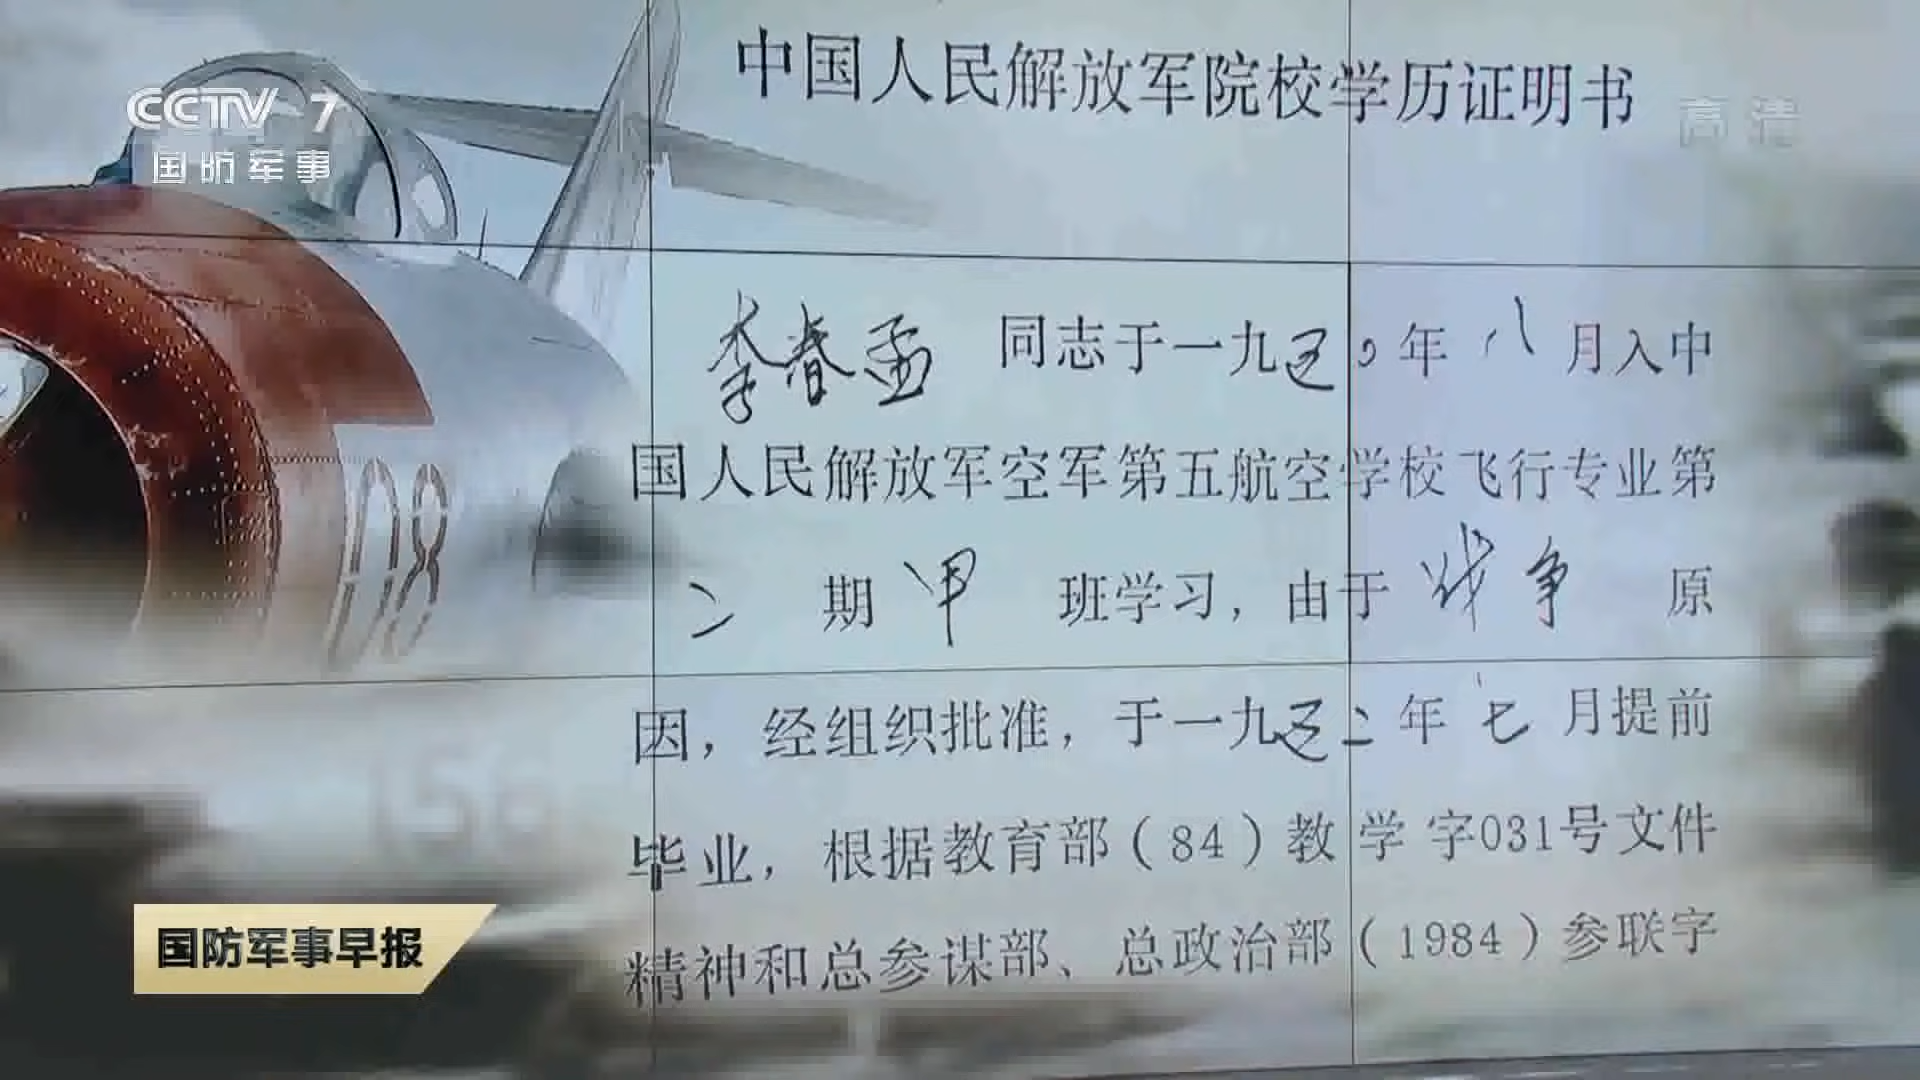 CCTV 7
国防军事
高清
中国人民解放军院校学历证明书
李春孟 同志于一九五〇年八月入中
国人民解放军空军第五航空学校飞行专业第
二期甲班学习，由于战争原
因，经组织批准，于一九五二年七月提前
毕业，根据教育部（84）教学字031号文件
精神和总参谋部、总政治部（1984）参联字
08
156
国防军事早报